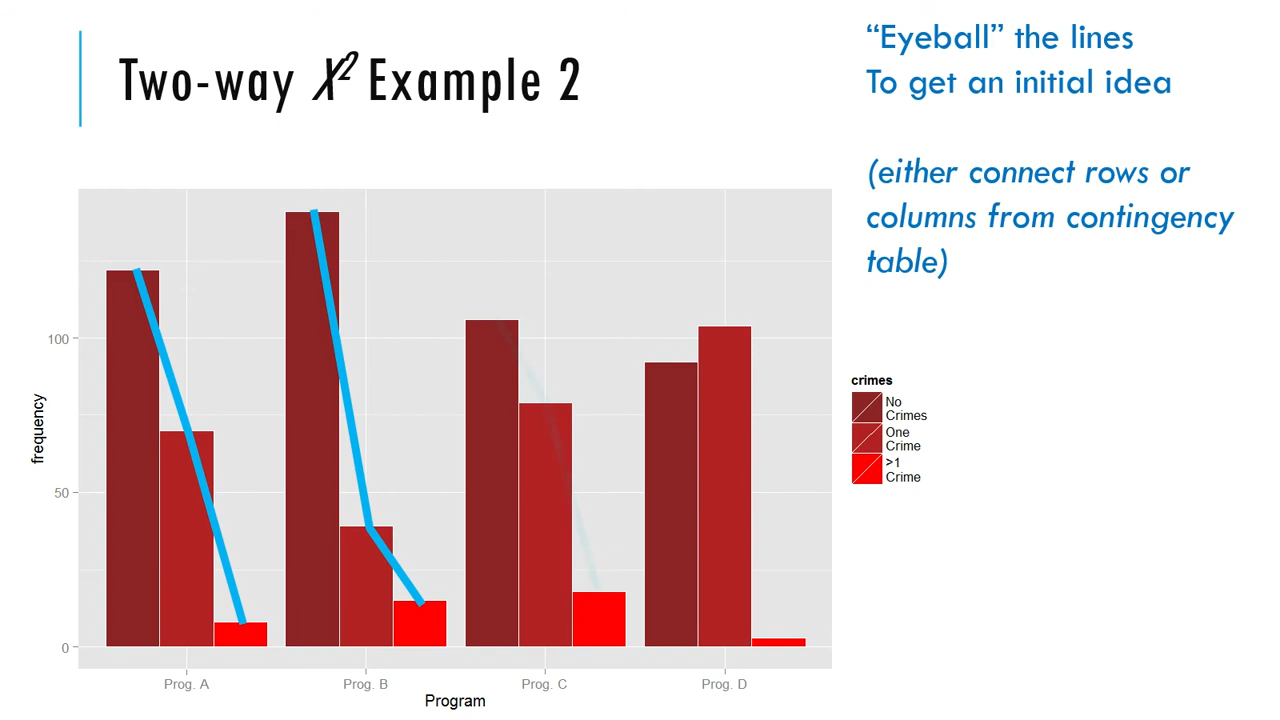 Two-way X² Example 2
“Eyeball” the lines
To get an initial idea
(either connect rows or
columns from contingency
table)
frequency
100
50
0
Prog. A
Prog. B
Prog. C
Prog. D
Program
crimes
No
Crimes
One
Crime
>1
Crime